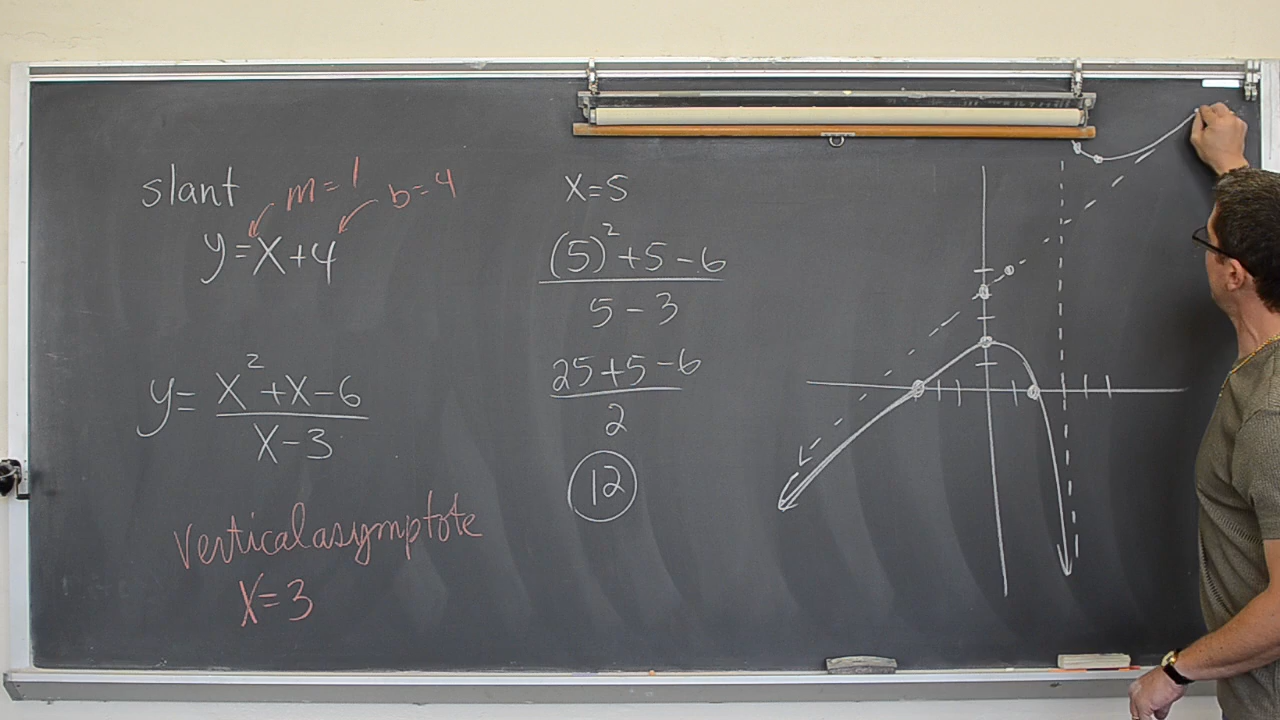 slant
m=1
b=4
y=x+4
y= x²+x-6
x-3
vertical asymptote
x=3
x=5
(5)²+5-6
5-3
25+5-6
2
12